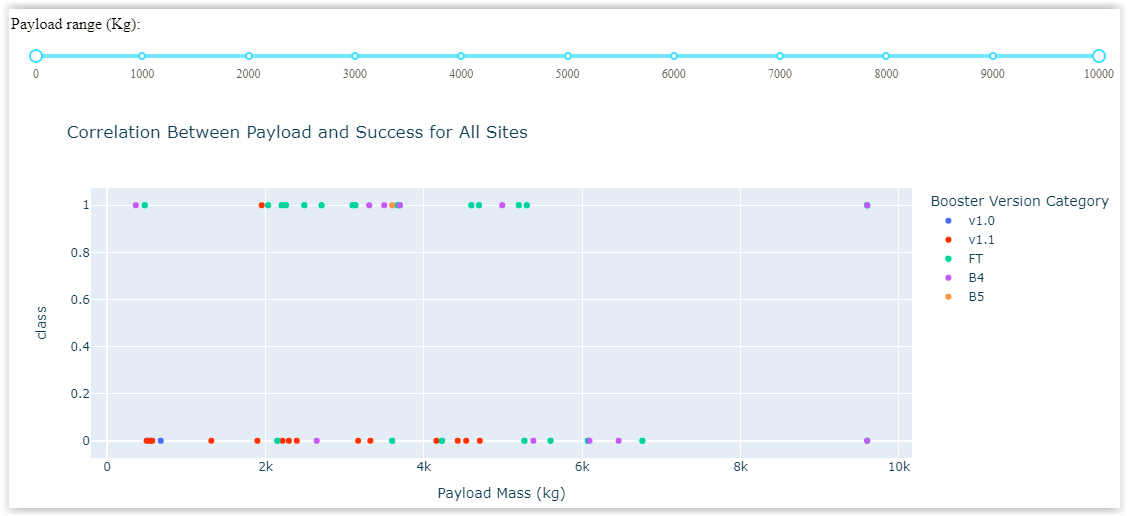 Payload range (Kg):
0 1000 2000 3000 4000 5000 6000 7000 8000 9000 10000
Correlation Between Payload and Success for All Sites
Booster Version Category
v1.0
v1.1
FT
B4
B5
class
1
0.8
0.6
0.4
0.2
0
0 2k 4k 6k 8k 10k
Payload Mass (kg)